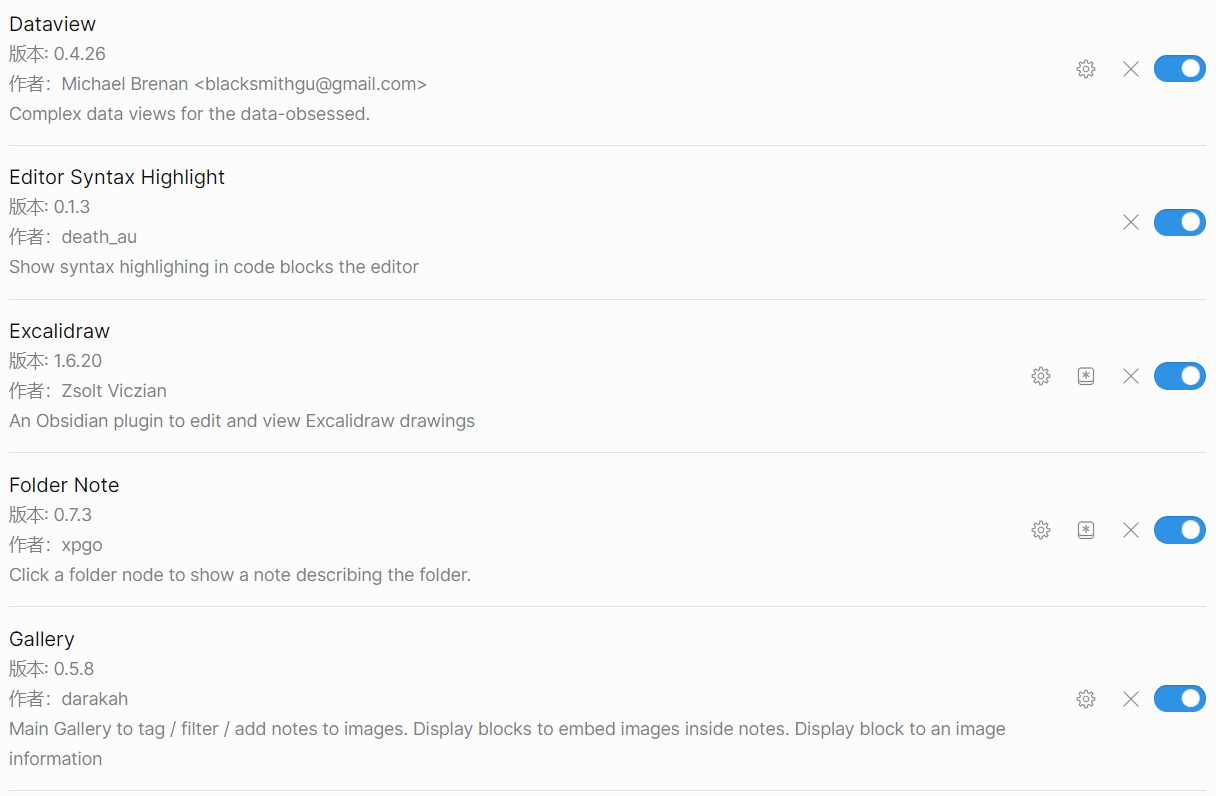 Dataview
版本: 0.4.26
作者：Michael Brenan <blacksmithgu@gmail.com>
Complex data views for the data-obsessed.
Editor Syntax Highlight
版本: 0.1.3
作者：death_au
Show syntax highlighing in code blocks the editor
Excalidraw
版本: 1.6.20
作者：Zsolt Viczian
An Obsidian plugin to edit and view Excalidraw drawings
Folder Note
版本: 0.7.3
作者：xpgo
Click a folder node to show a note describing the folder.
Gallery
版本: 0.5.8
作者：darakah
Main Gallery to tag / filter / add notes to images. Display blocks to embed images inside notes. Display block to an image
information